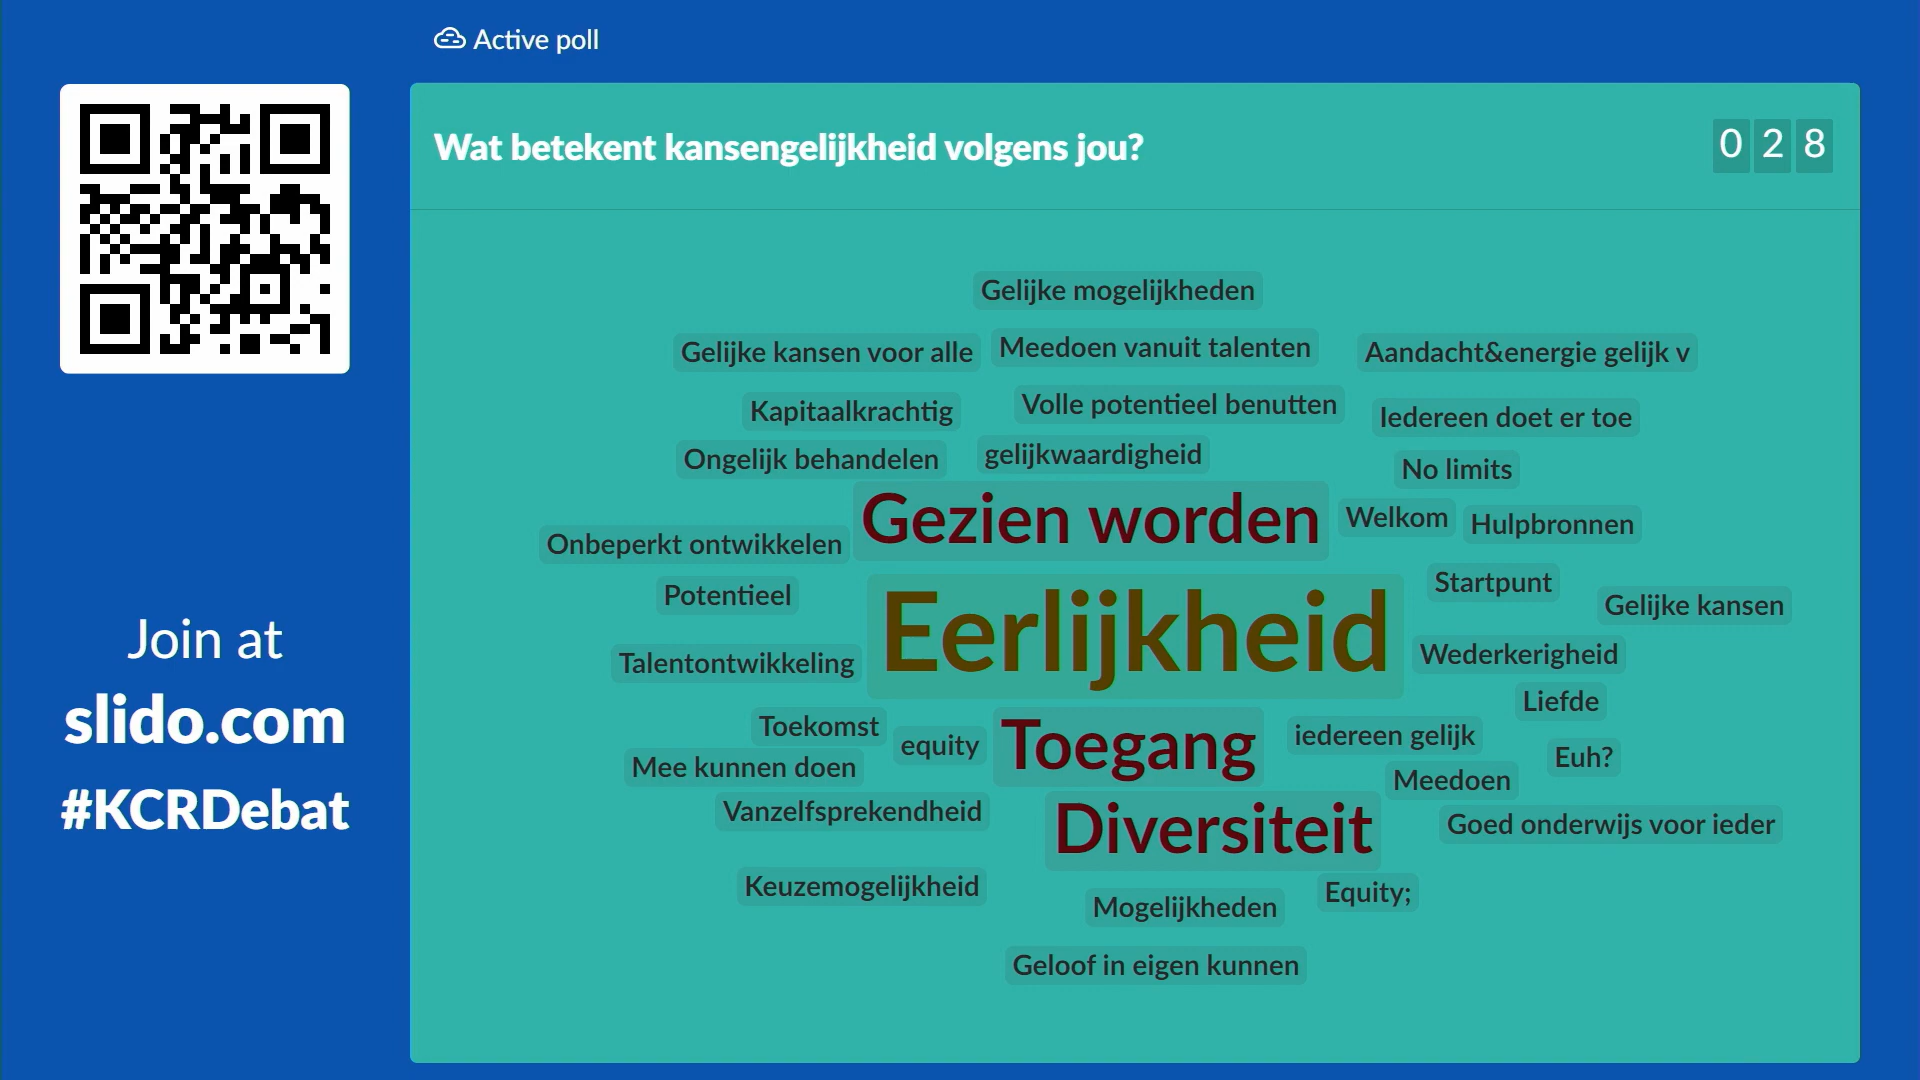 Active poll
Wat betekent kansengelijkheid volgens jou?
028
Gelijke mogelijkheden
Gelijke kansen voor alle
Meedoen vanuit talenten
Aandacht&energie gelijk v
Kapitaalkrachtig
Volle potentieel benutten
Iedereen doet er toe
Ongelijk behandelen
gelijkwaardigheid
No limits
Gezien worden
Welkom
Hulpbronnen
Onbeperkt ontwikkelen
Potentieel
Eerlijkheid
Startpunt
Gelijke kansen
Talentontwikkeling
Wederkerigheid
Liefde
Toekomst
equity
Toegang
iedereen gelijk
Euh?
Mee kunnen doen
Meedoen
Vanzelfsprekendheid
Diversiteit
Goed onderwijs voor ieder
Keuzemogelijkheid
Mogelijkheden
Equity;
Geloof in eigen kunnen
Join at
slido.com
#KCRDebat